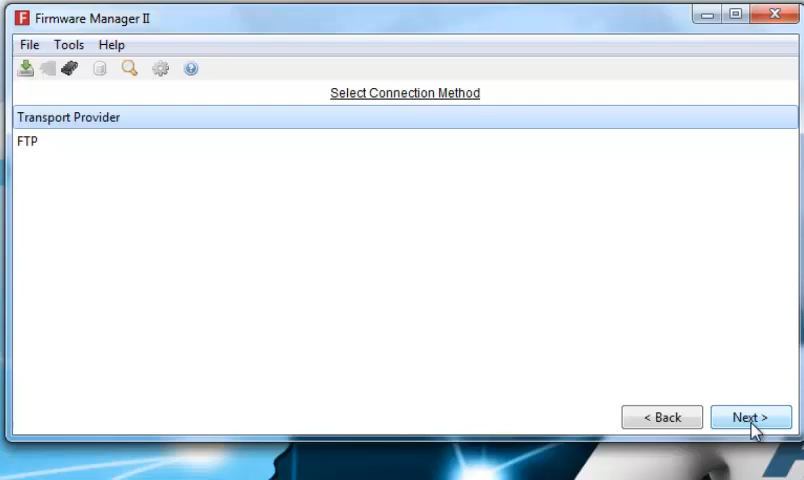 F Firmware Manager II
File Tools Help
Select Connection Method
Transport Provider
FTP
< Back Next >